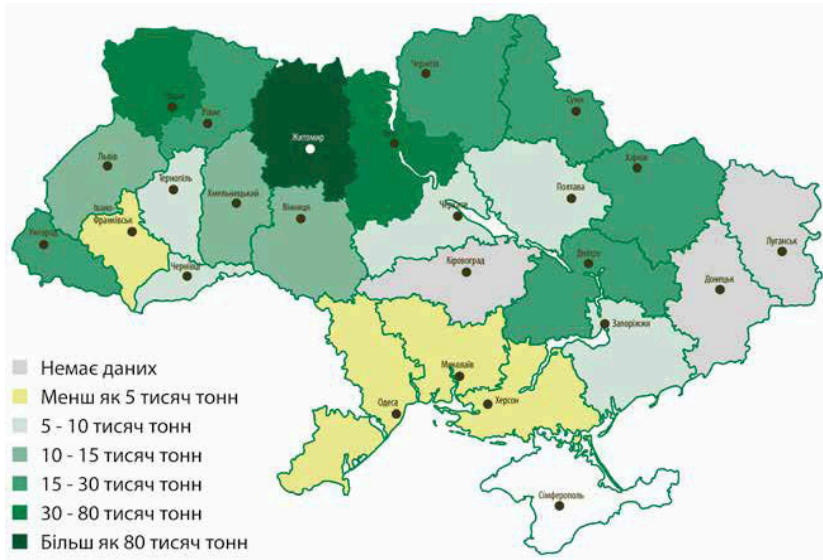 Чернігів
Суми
Рівне
Житомир
Львів
Харків
Тернопіль
Хмельницький
Полтава
Вінниця
Черкаси
Івано-
Франківськ
Ужгород
Луганськ
Чернівці
Кіровоград
Дніпро
Донецьк
Запоріжжя
Миколаїв
Одеса
Херсон
Сімферополь
Немає даних
Менш як 5 тисяч тонн
5 - 10 тисяч тонн
10 - 15 тисяч тонн
15 - 30 тисяч тонн
30 - 80 тисяч тонн
Більш як 80 тисяч тонн